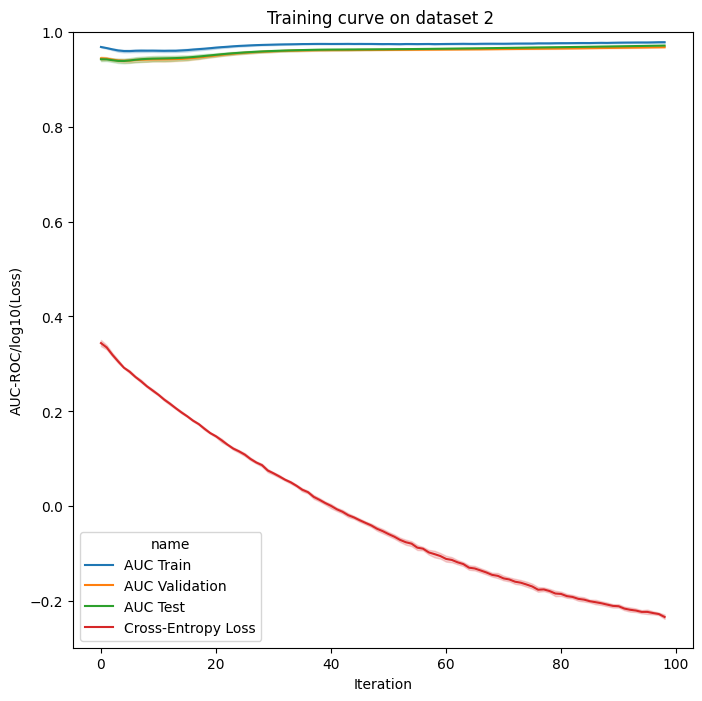 Training curve on dataset 2
AUC-ROC/log10(Loss)
1.0
0.8
0.6
0.4
0.2
0.0
−0.2
name
AUC Train
AUC Validation
AUC Test
Cross-Entropy Loss
0 20 40 60 80 100
Iteration